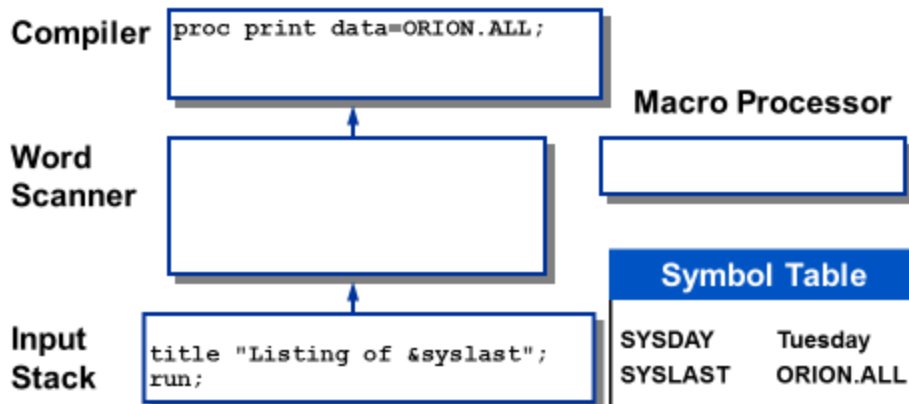 Compiler
proc print data=ORION.ALL;
Macro Processor
Word
Scanner
Symbol Table
Input
Stack
title "Listing of &syslast";
run;
SYSDAY Tuesday
SYSLAST ORION.ALL